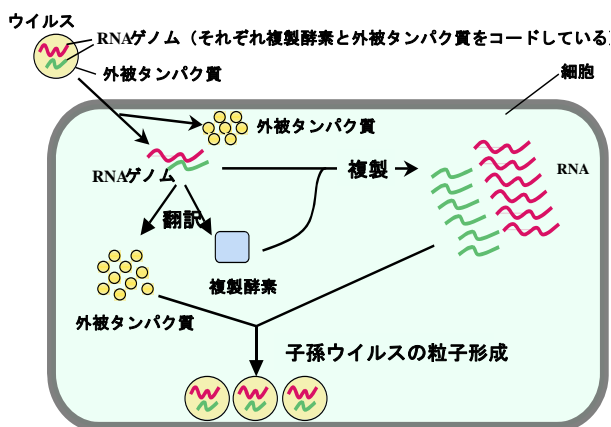 ウイルス
RNAゲノム（それぞれ複製酵素と外被タンパク質をコードしている）
外被タンパク質
細胞
外被タンパク質
RNAゲノム
複製
RNA
翻訳
複製酵素
外被タンパク質
子孫ウイルスの粒子形成